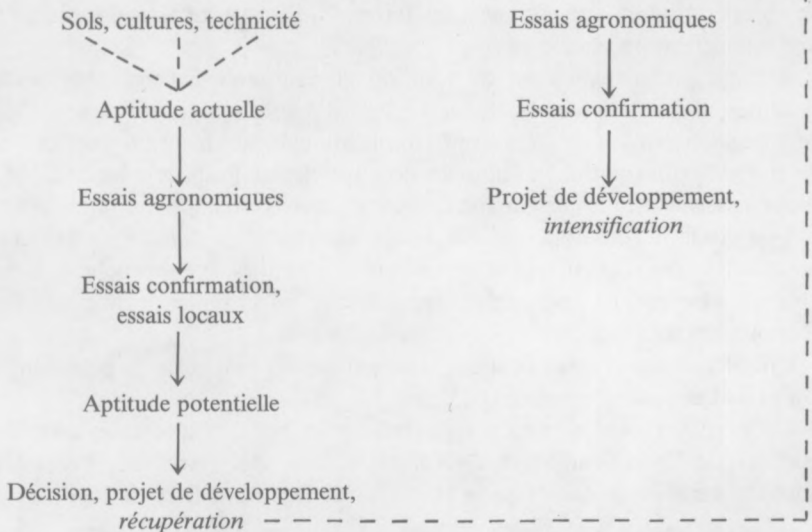 Sols, cultures, technicité
Aptitude actuelle
Essais agronomiques
Essais confirmation,
essais locaux
Aptitude potentielle
Décision, projet de développement,
récupération
Essais agronomiques
Essais confirmation
Projet de développement,
intensification